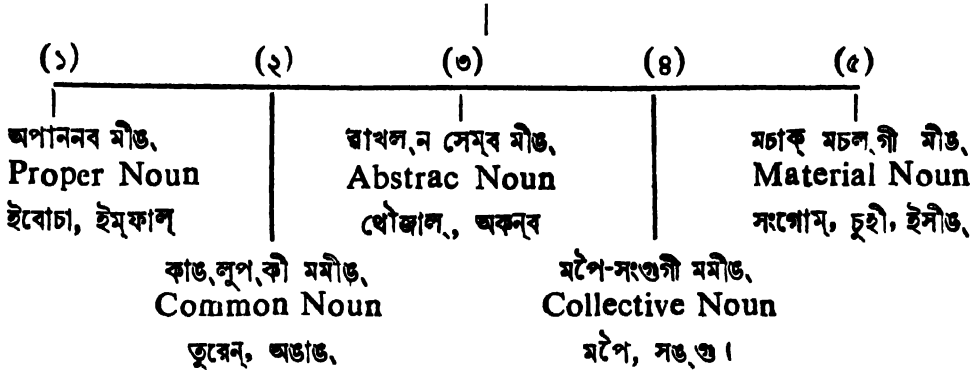 (১) (২) (৩) (৪) (৫)
অপাননব মীঙ্
Proper Noun
ইবোচা, ইম্ফাল্
কাঙ্লুপ্কী মমীঙ্
Common Noun
তুরেন্, অঙাঙ্
ৱাখল্ন সেম্ব মীঙ্
Abstrac Noun
থৌজাল্, অকন্ব
মপৈ-সংগুগী মমীঙ্
Collective Noun
মপৈ, সঙ্গু।
মচাক্ মচল্গী মীঙ্
Material Noun
সংগোম্, চুহী, ইসীঙ্